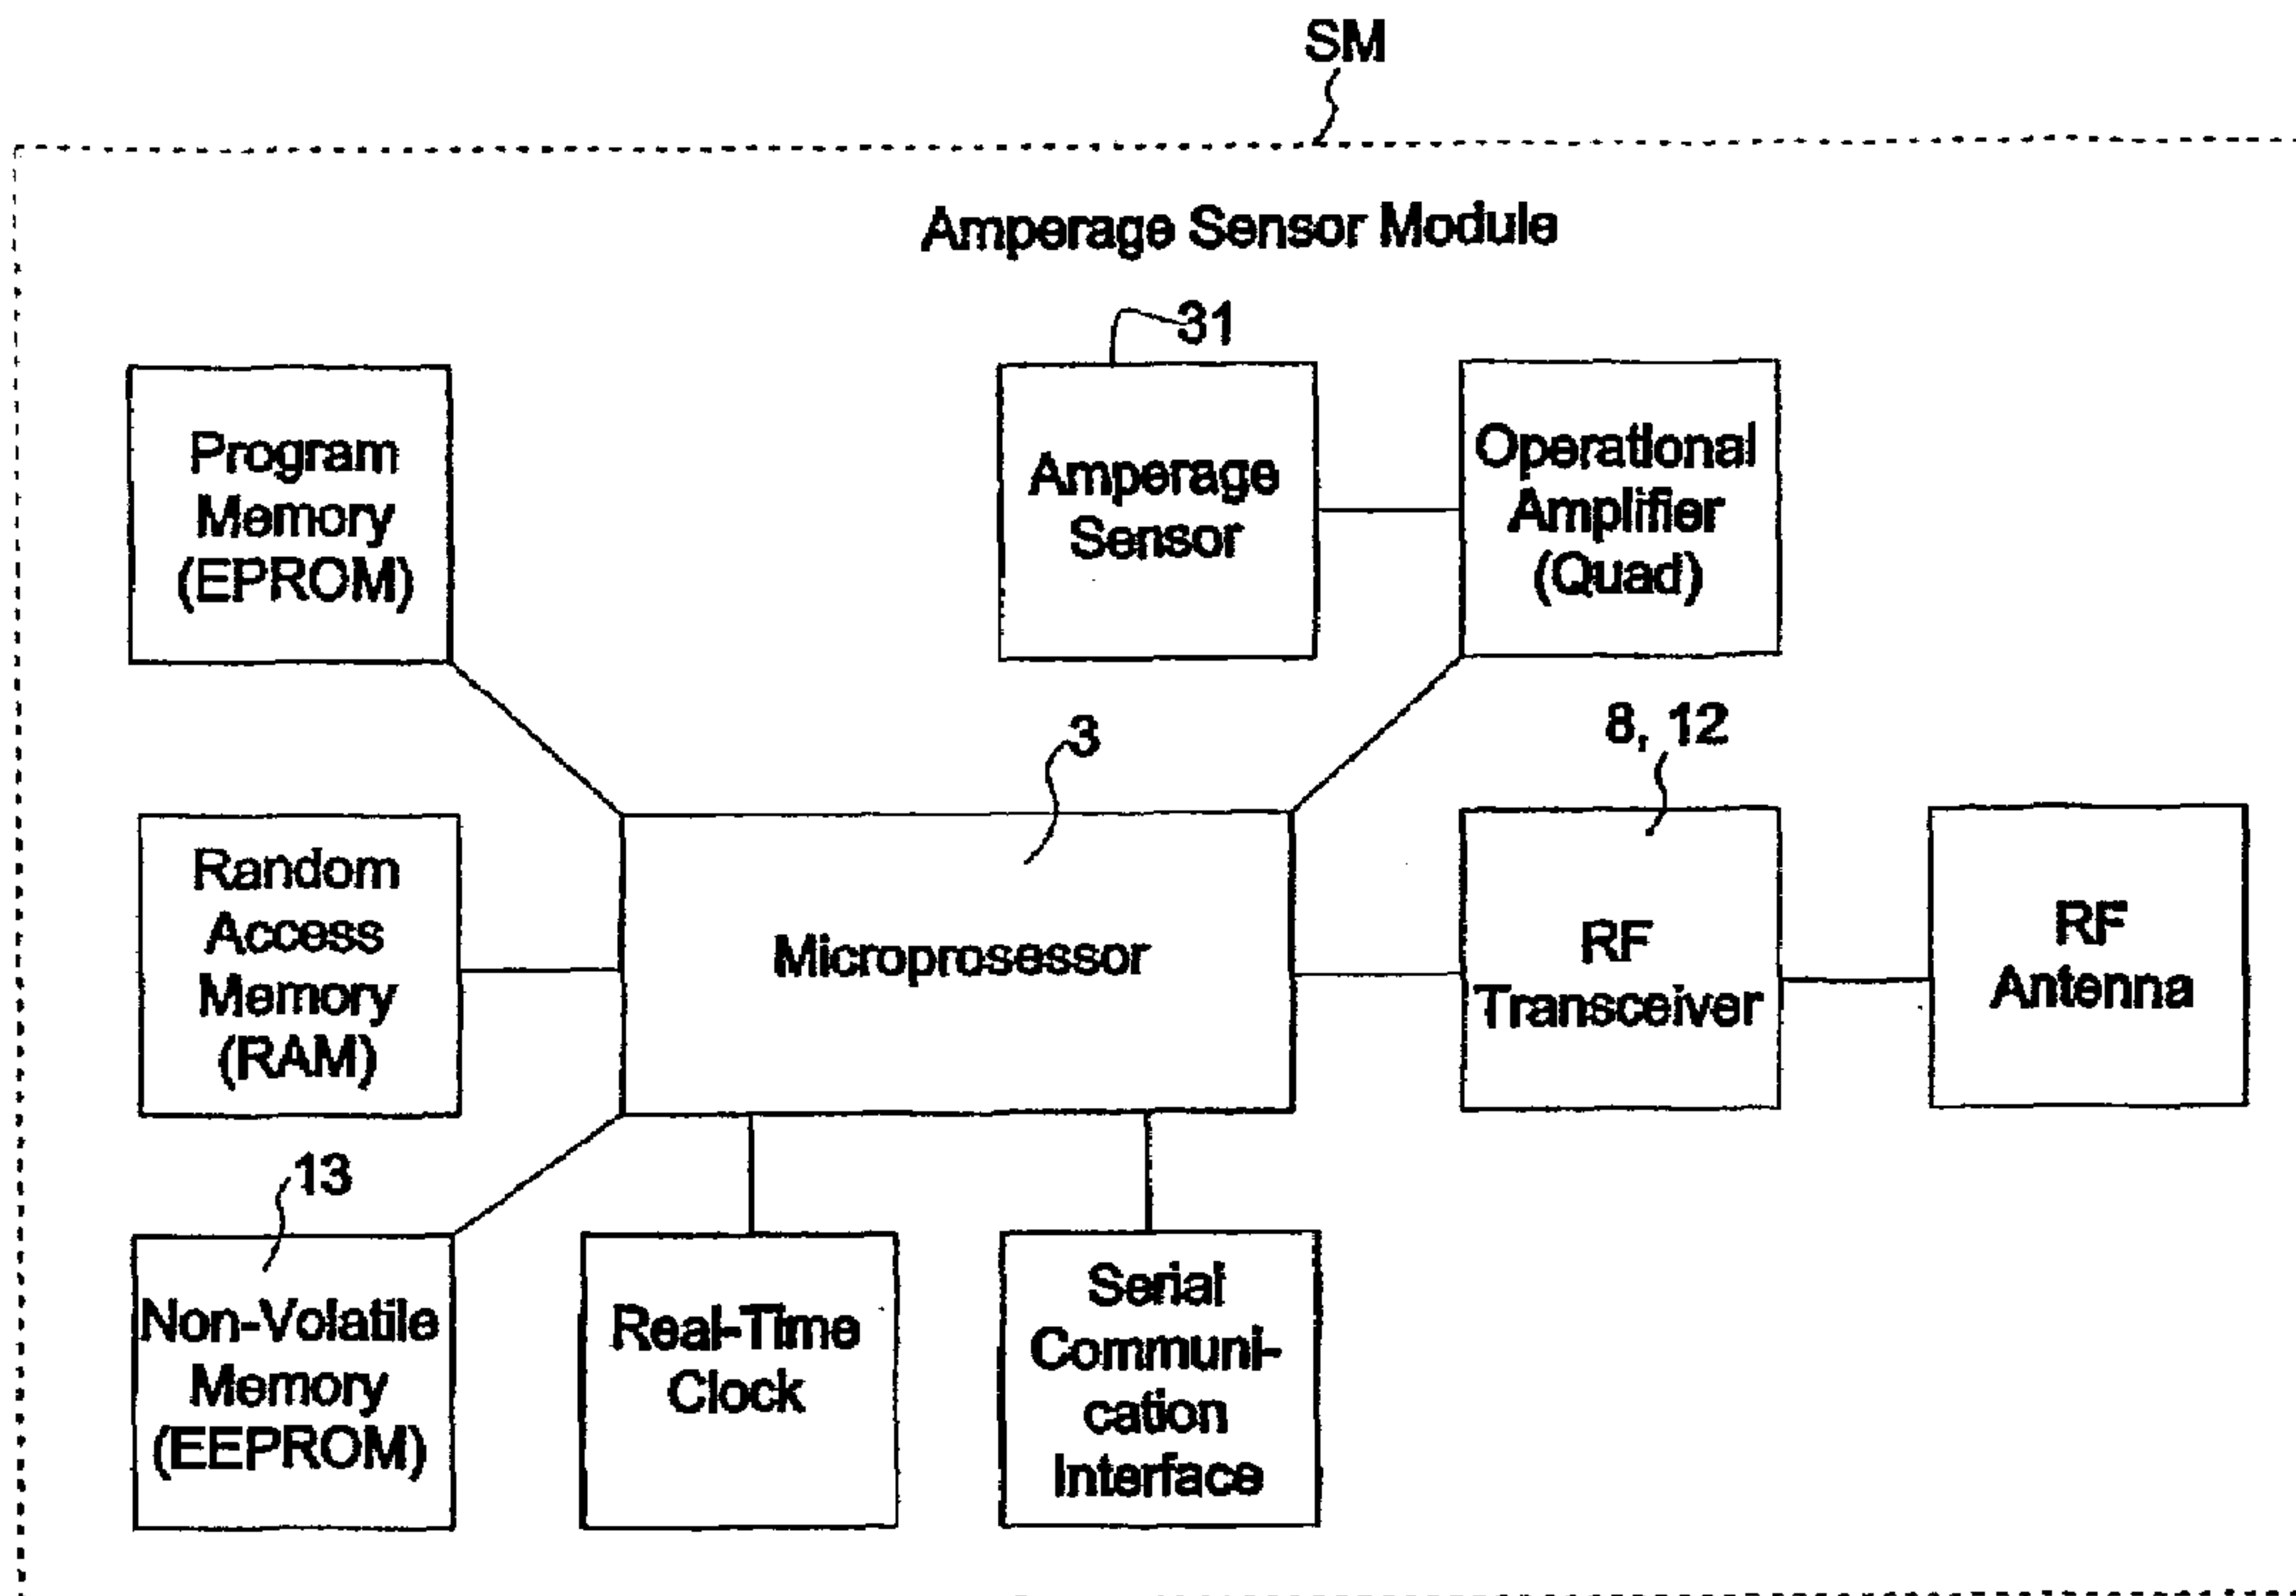 SM
Amperage Sensor Module
31
Program
Memory
(EPROM)
Amperage
Sensor
Operational
Amplifier
(Quad)
3
8, 12
Random
Access
Memory
(RAM)
Microprosessor
RF
Transceiver
RF
Antenna
13
Non-Volatile
Memory
(EEPROM)
Real-Time
Clock
Serial
Communi-
cation
Interface